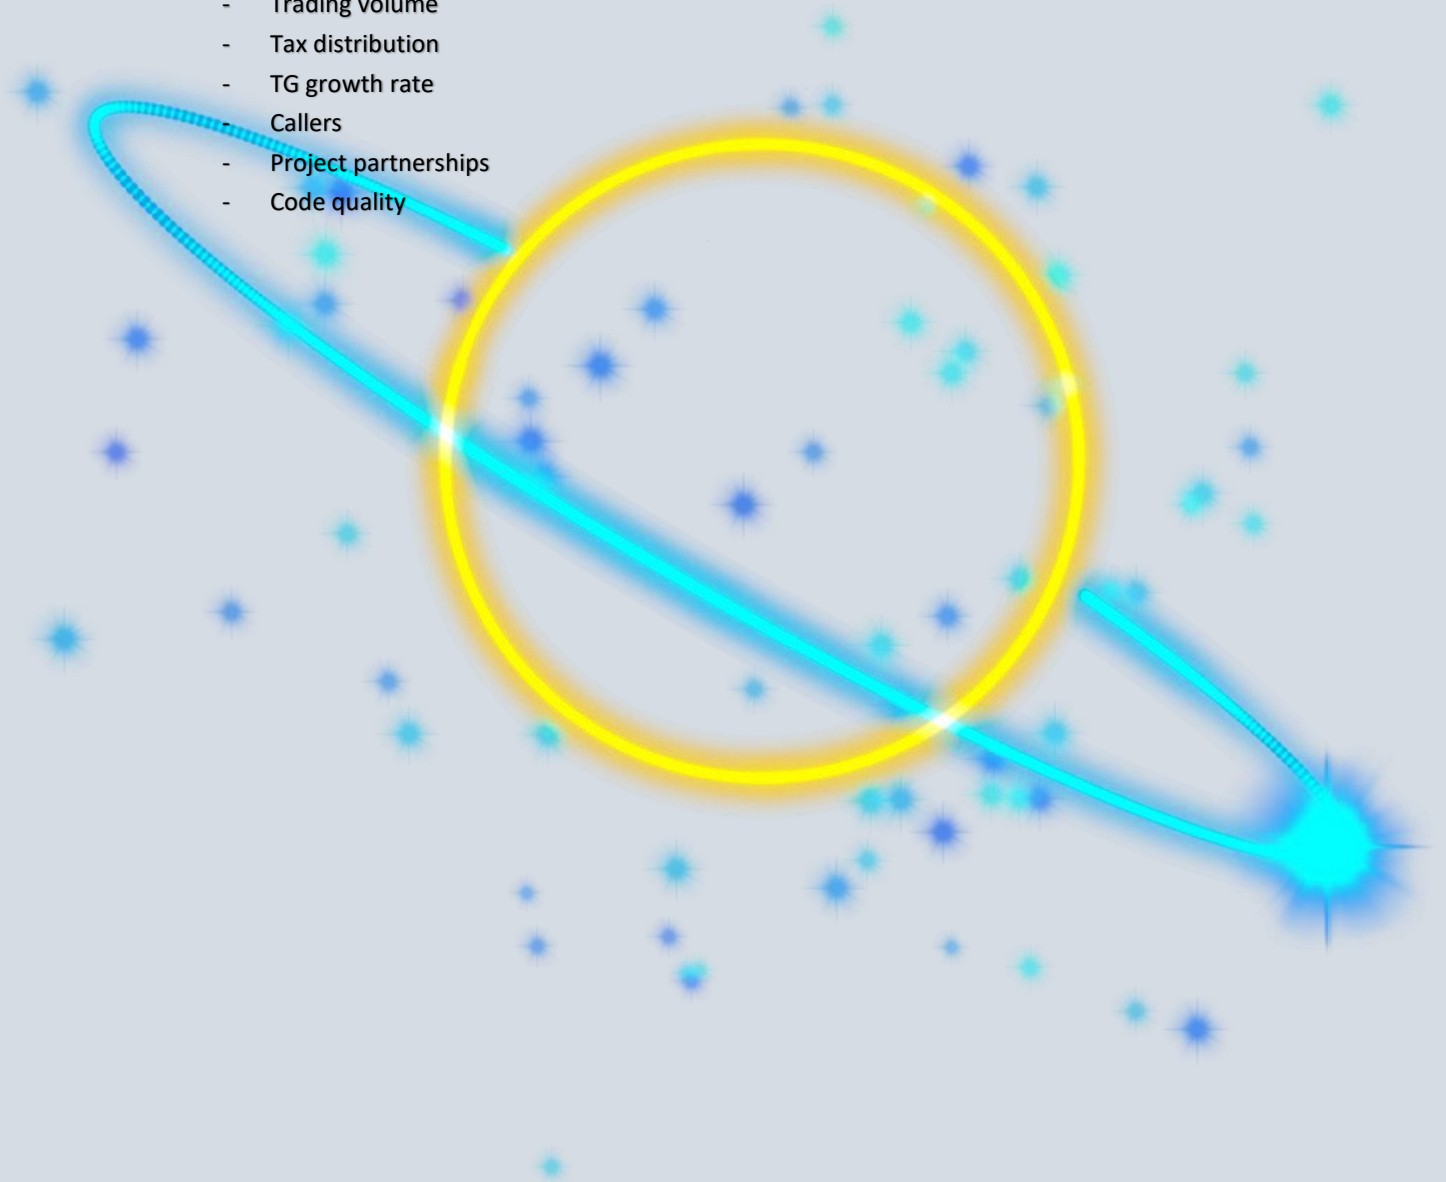 - Trading volume
- Tax distribution
- TG growth rate
- Callers
- Project partnerships
- Code quality